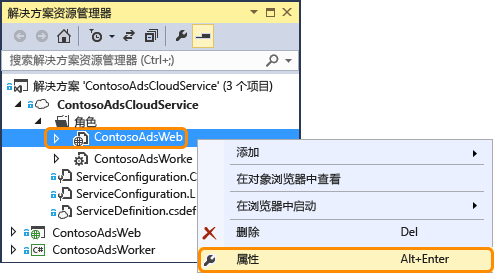 解决方案资源管理器
搜索解决方案资源管理器 (Ctrl+;)
解决方案 'ContosoAdsCloudService' (3 个项目)
ContosoAdsCloudService
角色
ContosoAdsWeb
ContosoAdsWorke
ServiceConfiguration.C
ServiceConfiguration.L
ServiceDefinition.csdef
ContosoAdsWeb
ContosoAdsWorker
添加
在对象浏览器中查看
在浏览器中启动
删除 Del
属性 Alt+Enter